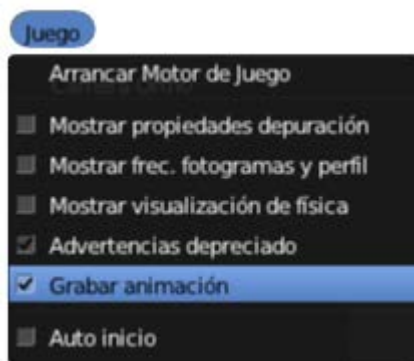 Juego
Arrancar Motor de Juego
Mostrar propiedades depuración
Mostrar frec. fotogramas y perfil
Mostrar visualización de física
Advertencias depreciado
Grabar animación
Auto inicio